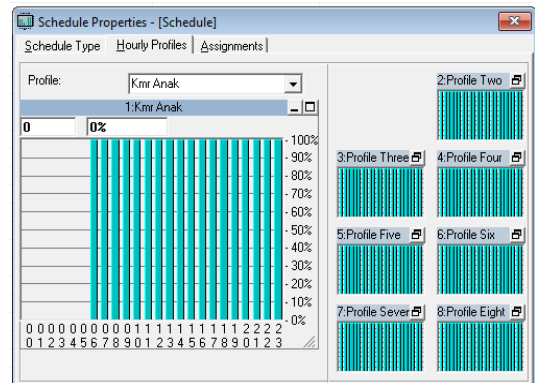 Schedule Properties - [Schedule]
Schedule Type Hourly Profiles Assignments
Profile: Kmr Anak
1:Kmr Anak
0 0%
100%
90%
80%
70%
60%
50%
40%
30%
20%
10%
0%
0 0 0 0 0 0 0 0 0 0 1 1 1 1 1 1 1 1 1 1 2 2 2 2
0 1 2 3 4 5 6 7 8 9 0 1 2 3 4 5 6 7 8 9 0 1 2 3
2:Profile Two
3:Profile Three 4:Profile Four
5:Profile Five 6:Profile Six
7:Profile Sever 8:Profile Eight